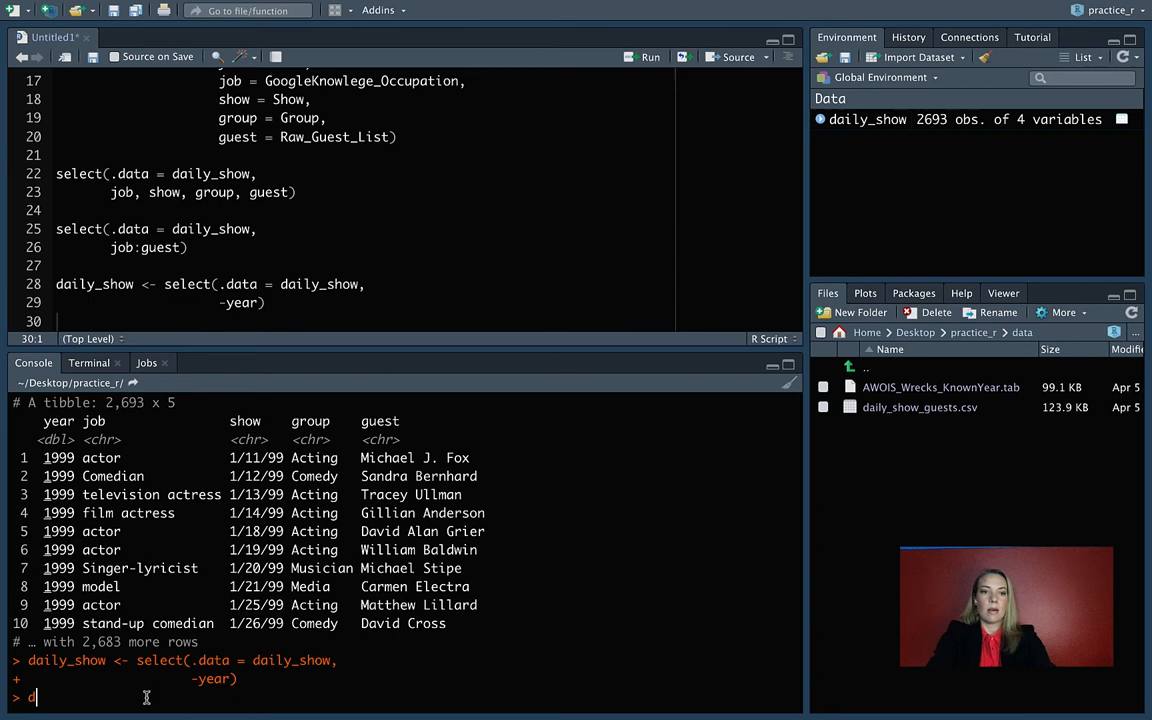 Go to file/function
Addins
practice_r
Untitled1*
Source on Save
Run
Source
17 job = GoogleKnowlege_Occupation,
18 show = Show,
19 group = Group,
20 guest = Raw_Guest_List)
21
22 select(.data = daily_show,
23 job, show, group, guest)
24
25 select(.data = daily_show,
26 job:guest)
27
28 daily_show <- select(.data = daily_show,
29 -year)
30
30:1 (Top Level) R Script
Console Terminal Jobs
~/Desktop/practice_r/
# A tibble: 2,693 x 5
year job show group guest
<dbl> <chr> <chr> <chr> <chr>
1 1999 actor 1/11/99 Acting Michael J. Fox
2 1999 Comedian 1/12/99 Comedy Sandra Bernhard
3 1999 television actress 1/13/99 Acting Tracey Ullman
4 1999 film actress 1/14/99 Acting Gillian Anderson
5 1999 actor 1/18/99 Acting David Alan Grier
6 1999 actor 1/19/99 Acting William Baldwin
7 1999 Singer-lyricist 1/20/99 Musician Michael Stipe
8 1999 model 1/21/99 Media Carmen Electra
9 1999 actor 1/25/99 Acting Matthew Lillard
10 1999 stand-up comedian 1/26/99 Comedy David Cross
# … with 2,683 more rows
> daily_show <- select(.data = daily_show,
+ -year)
> d
Environment History Connections Tutorial
Import Dataset List
Global Environment
Data
daily_show 2693 obs. of 4 variables
Files Plots Packages Help Viewer
New Folder Delete Rename More
Home Desktop practice_r data
Name Size Modifie
..
AWOIS_Wrecks_KnownYear.tab 99.1 KB Apr 5
daily_show_guests.csv 123.9 KB Apr 5